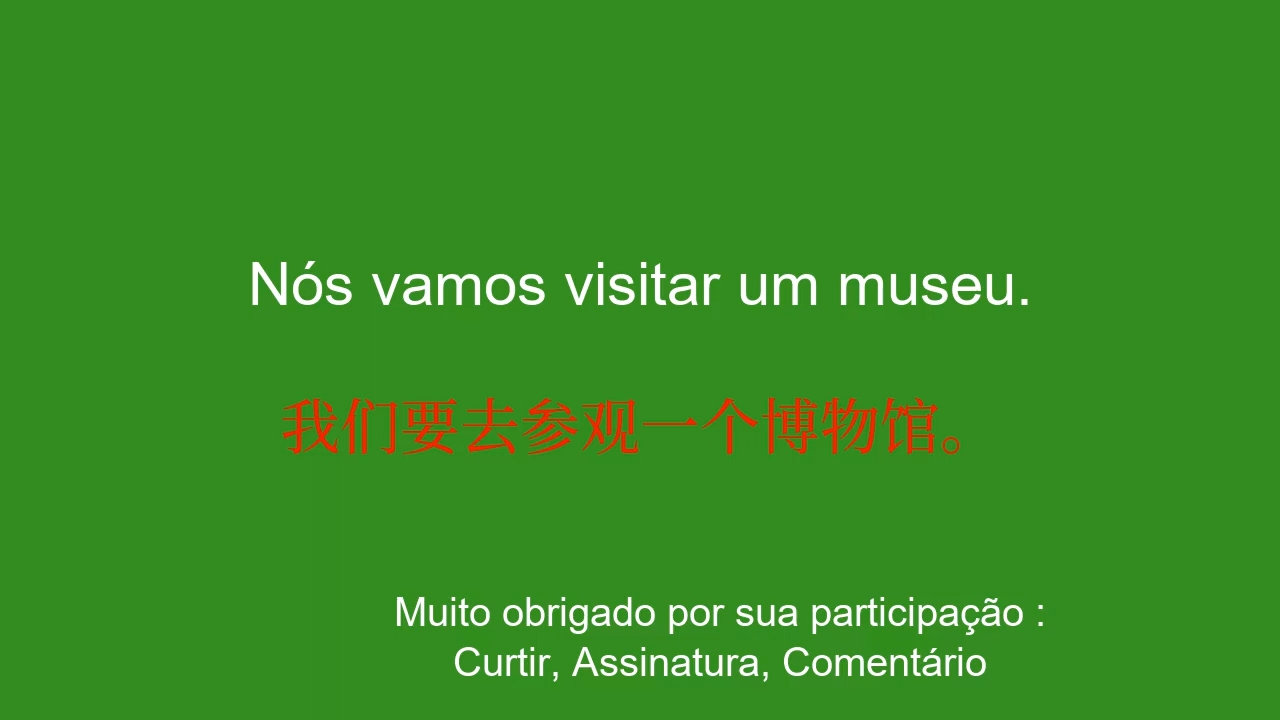 Nós vamos visitar um museu.
我们要去参观一个博物馆。
Muito obrigado por sua participação :
Curtir, Assinatura, Comentário